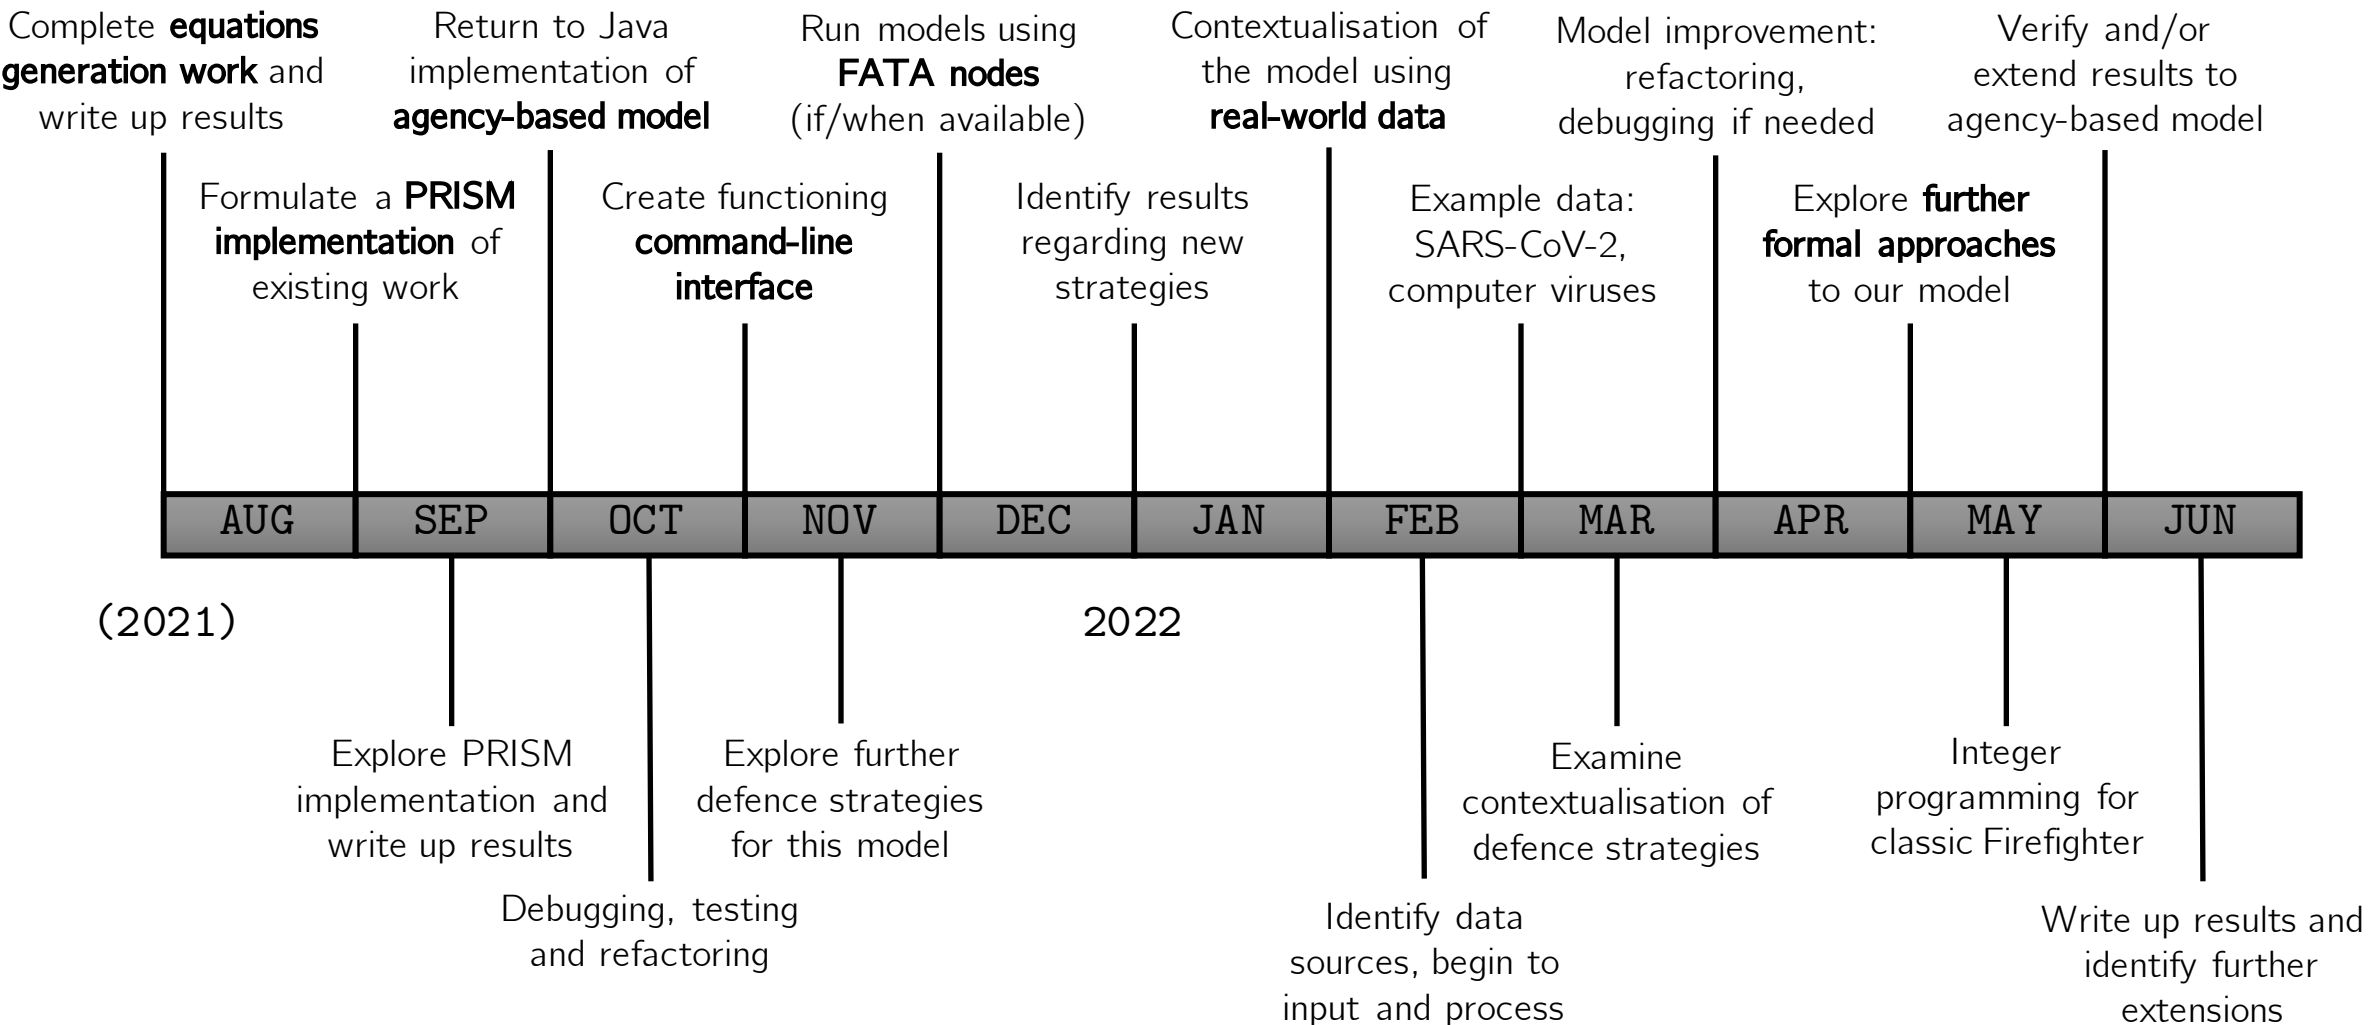 Complete equations
generation work and
write up results
Return to Java
implementation of
agency-based model
Run models using
FATA nodes
(if/when available)
Contextualisation of
the model using
real-world data
Model improvement:
refactoring,
debugging if needed
Verify and/or
extend results to
agency-based model
Formulate a PRISM
implementation of
existing work
Create functioning
command-line
interface
Identify results
regarding new
strategies
Example data:
SARS-CoV-2,
computer viruses
Explore further
formal approaches
to our model
AUG SEP OCT NOV DEC JAN FEB MAR APR MAY JUN
(2021) 2022
Explore PRISM
implementation and
write up results
Explore further
defence strategies
for this model
Examine
contextualisation of
defence strategies
Integer
programming for
classic Firefighter
Debugging, testing
and refactoring
Identify data
sources, begin to
input and process
Write up results and
identify further
extensions